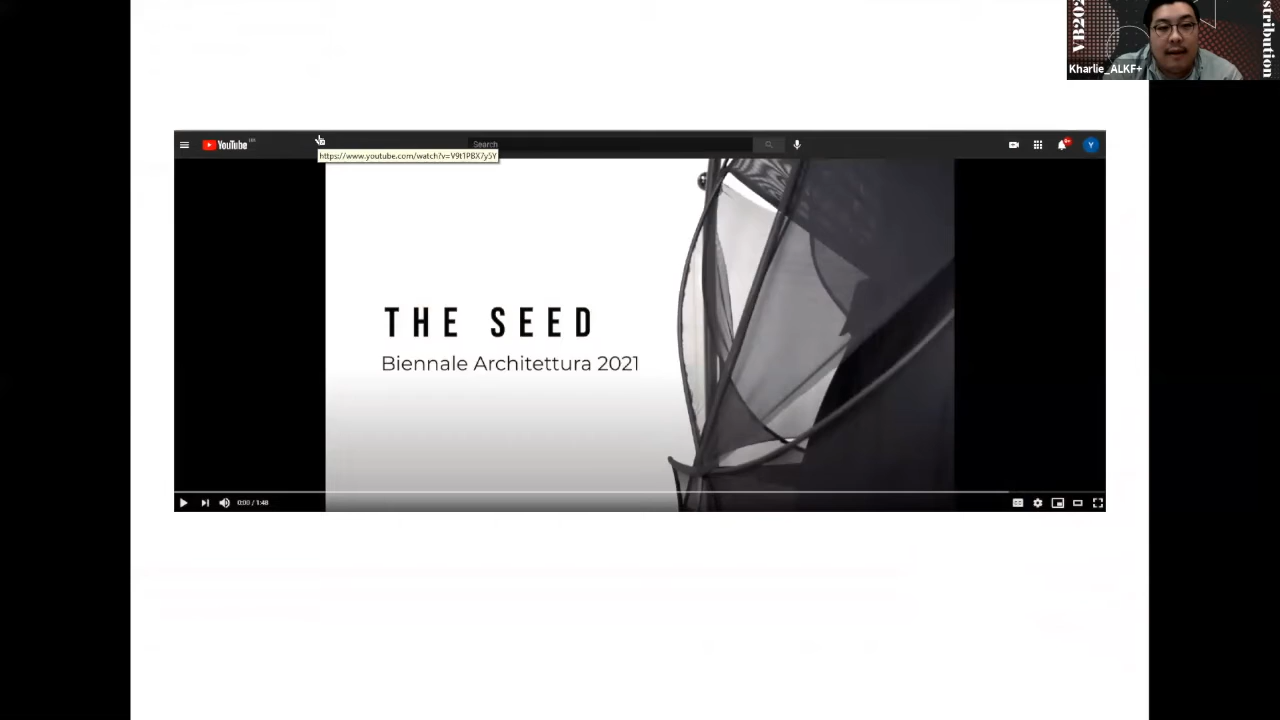 VB202
stribution
Kharlie_ALKF+
YouTube
Search
https://www.youtube.com/watch?v=V9t1PBX7y5Y
Y
THE SEED
Biennale Architettura 2021
0:00 / 1:48